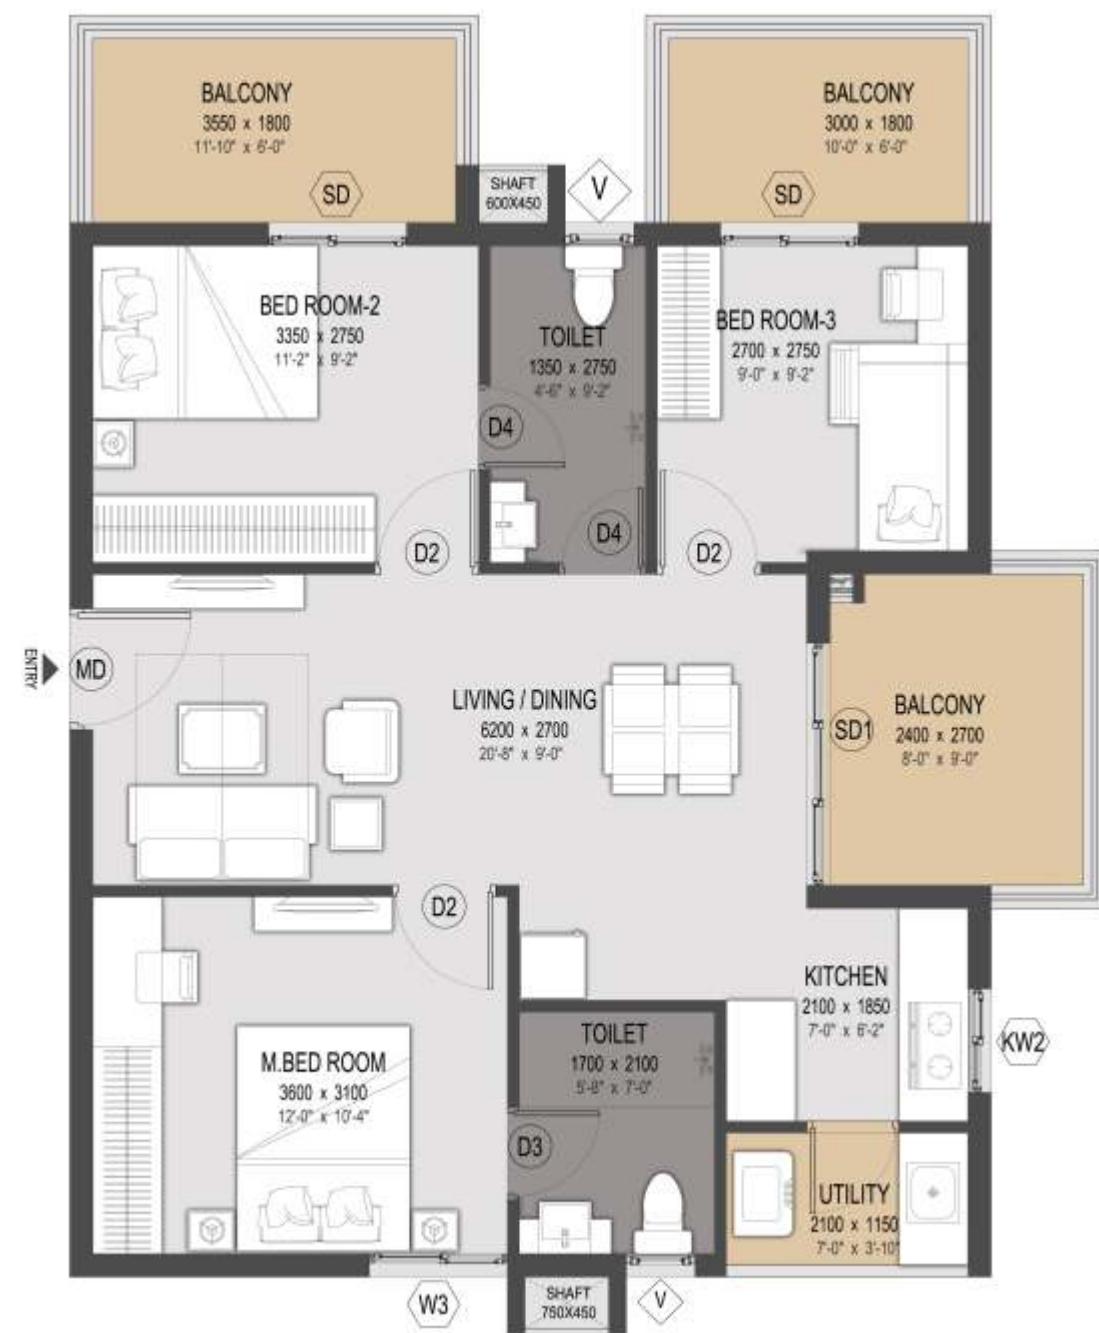 BALCONY
3550 x 1800
11'-10" x 6'-0"
BALCONY
3000 x 1800
10'-0" x 6'-0"
SD
SHAFT
600X450
V
SD
BED ROOM-2
3350 x 2750
11'-2" x 9'-2"
TOILET
1350 x 2750
4'-6" x 9'-2"
BED ROOM-3
2700 x 2750
9'-0" x 9'-2"
D4
D2
D4
D2
ENTRY
MD
LIVING / DINING
6200 x 2700
20'-8" x 9'-0"
SD1
BALCONY
2400 x 2700
8'-0" x 9'-0"
D2
KITCHEN
2100 x 1850
7'-0" x 6'-2"
KW2
M.BED ROOM
3600 x 3100
12'-0" x 10'-4"
TOILET
1700 x 2100
5'-8" x 7'-0"
D3
UTILITY
2100 x 1150
7'-0" x 3'-10"
W3
SHAFT
750X450
V